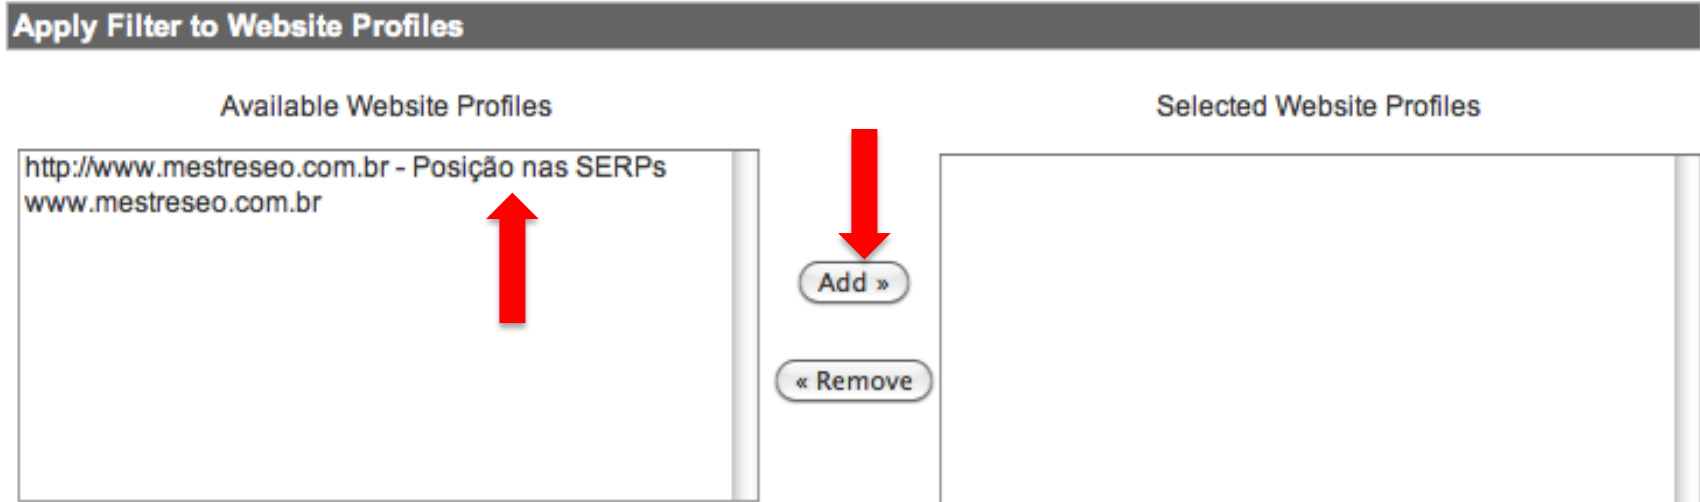 Apply Filter to Website Profiles
Available Website Profiles
Selected Website Profiles
http://www.mestreseo.com.br - Posição nas SERPs
www.mestreseo.com.br
Add »
« Remove